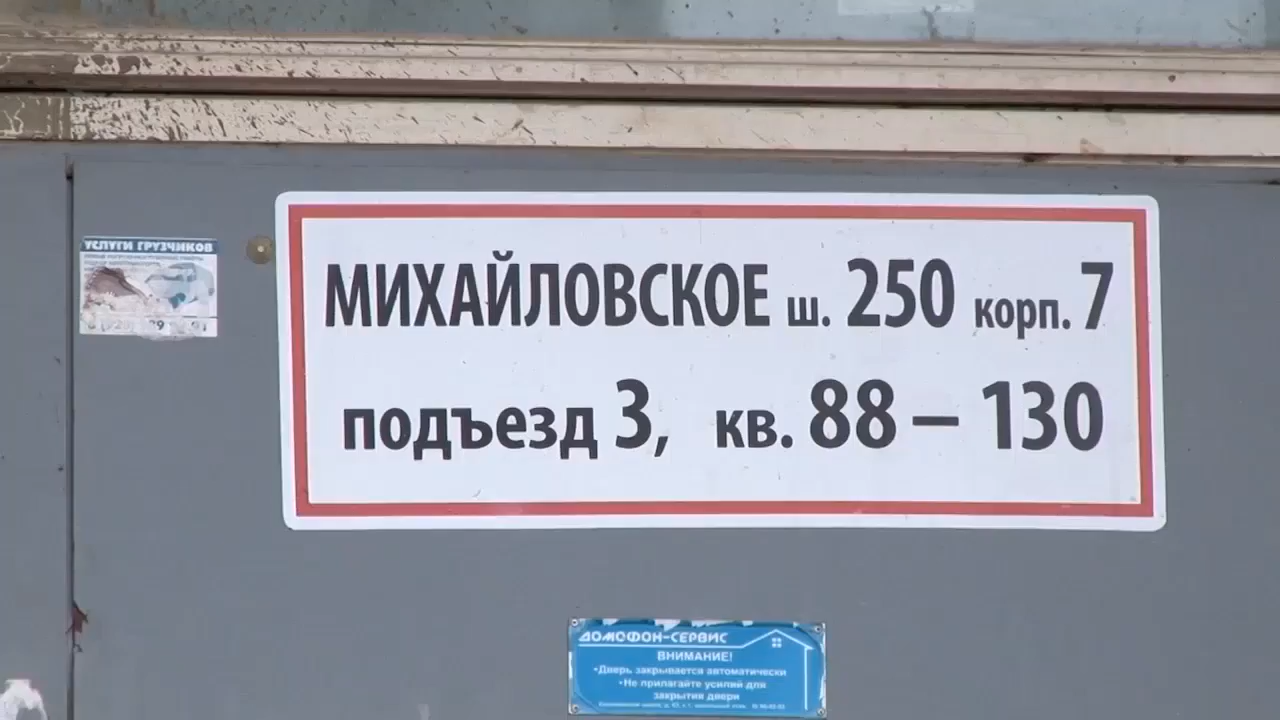 УСЛУГИ ГРУЗЧИКОВ
МИХАЙЛОВСКОЕ ш. 250 корп. 7
подъезд 3, кв. 88 – 130
ДОМОФОН-СЕРВИС
ВНИМАНИЕ!
•Дверь закрывается автоматически
•Не прилагайте усилий для
закрытия двери